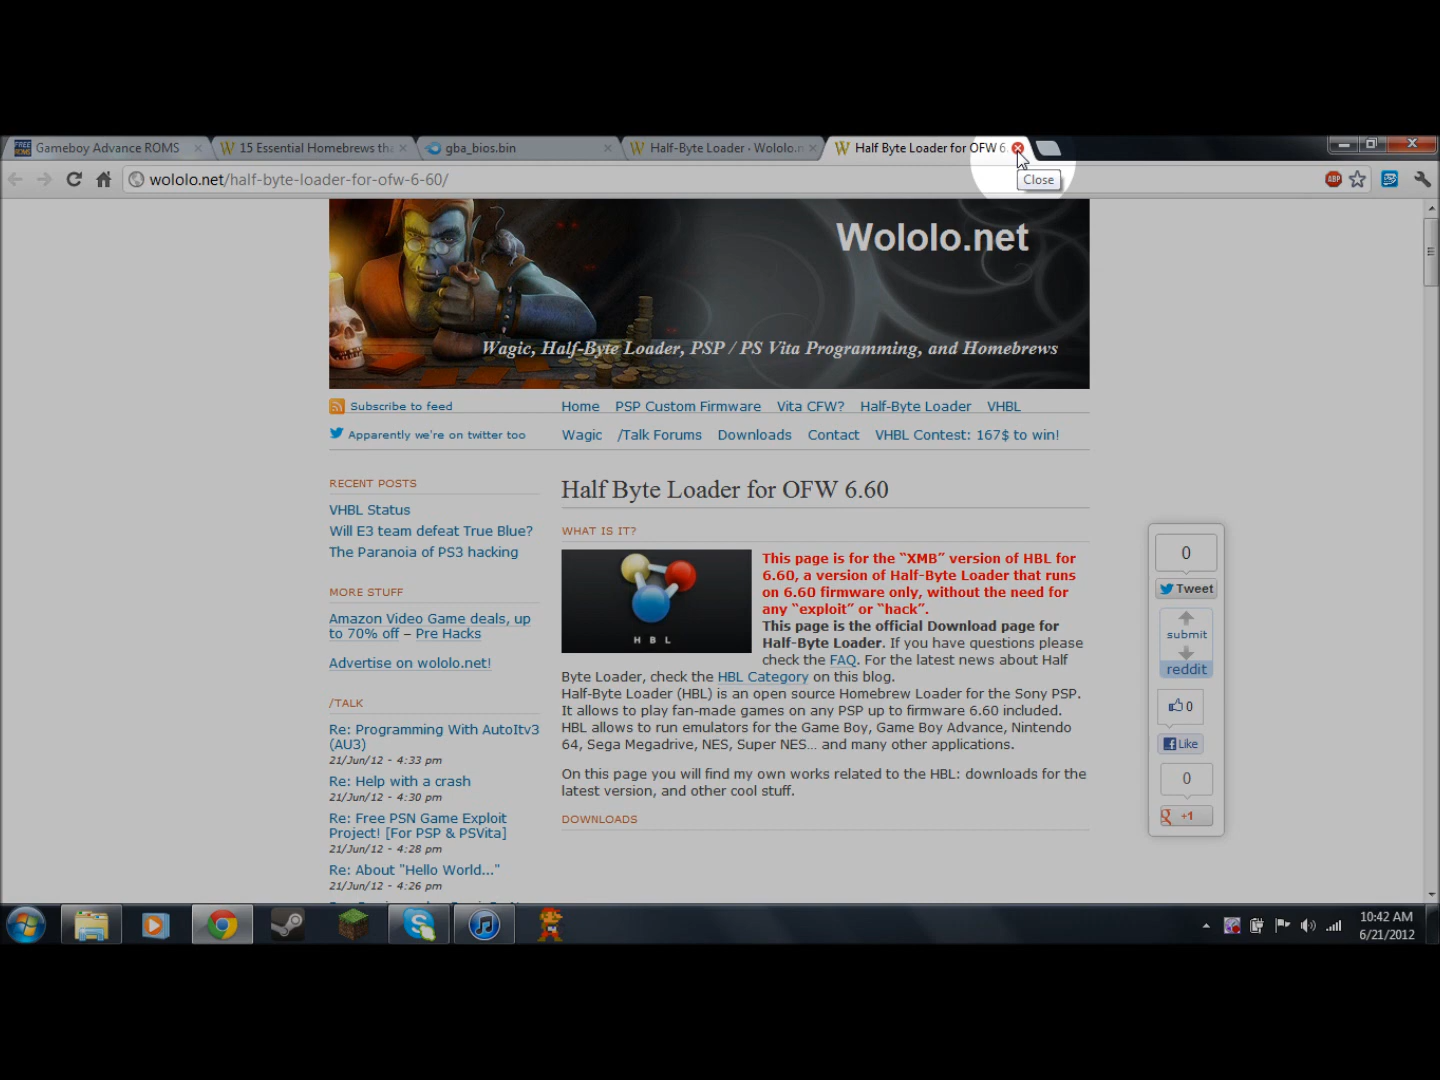 Gameboy Advance ROMS
15 Essential Homebrews tha
gba_bios.bin
Half-Byte Loader - Wololo.n
Half Byte Loader for OFW 6.
wololo.net/half-byte-loader-for-ofw-6-60/
Close
ABP
Wololo.net
Wagic, Half-Byte Loader, PSP / PS Vita Programming, and Homebrews
Subscribe to feed
Apparently we're on twitter too
Home PSP Custom Firmware Vita CFW? Half-Byte Loader VHBL
Wagic /Talk Forums Downloads Contact VHBL Contest: 167$ to win!
RECENT POSTS
VHBL Status
Will E3 team defeat True Blue?
The Paranoia of PS3 hacking
MORE STUFF
Amazon Video Game deals, up
to 70% off – Pre Hacks
Advertise on wololo.net!
/TALK
Re: Programming With AutoItv3
(AU3)
21/Jun/12 - 4:33 pm
Re: Help with a crash
21/Jun/12 - 4:30 pm
Re: Free PSN Game Exploit
Project! [For PSP & PSVita]
21/Jun/12 - 4:28 pm
Re: About "Hello World..."
21/Jun/12 - 4:26 pm
Half Byte Loader for OFW 6.60
WHAT IS IT?
H B L
This page is for the “XMB” version of HBL for
6.60, a version of Half-Byte Loader that runs
on 6.60 firmware only, without the need for
any “exploit” or “hack”.
This page is the official Download page for
Half-Byte Loader. If you have questions please
check the FAQ. For the latest news about Half
Byte Loader, check the HBL Category on this blog.
Half-Byte Loader (HBL) is an open source Homebrew Loader for the Sony PSP.
It allows to play fan-made games on any PSP up to firmware 6.60 included.
HBL allows to run emulators for the Game Boy, Game Boy Advance, Nintendo
64, Sega Megadrive, NES, Super NES... and many other applications.
On this page you will find my own works related to the HBL: downloads for the
latest version, and other cool stuff.
DOWNLOADS
0
Tweet
submit
reddit
0
Like
0
+1
10:42 AM
6/21/2012